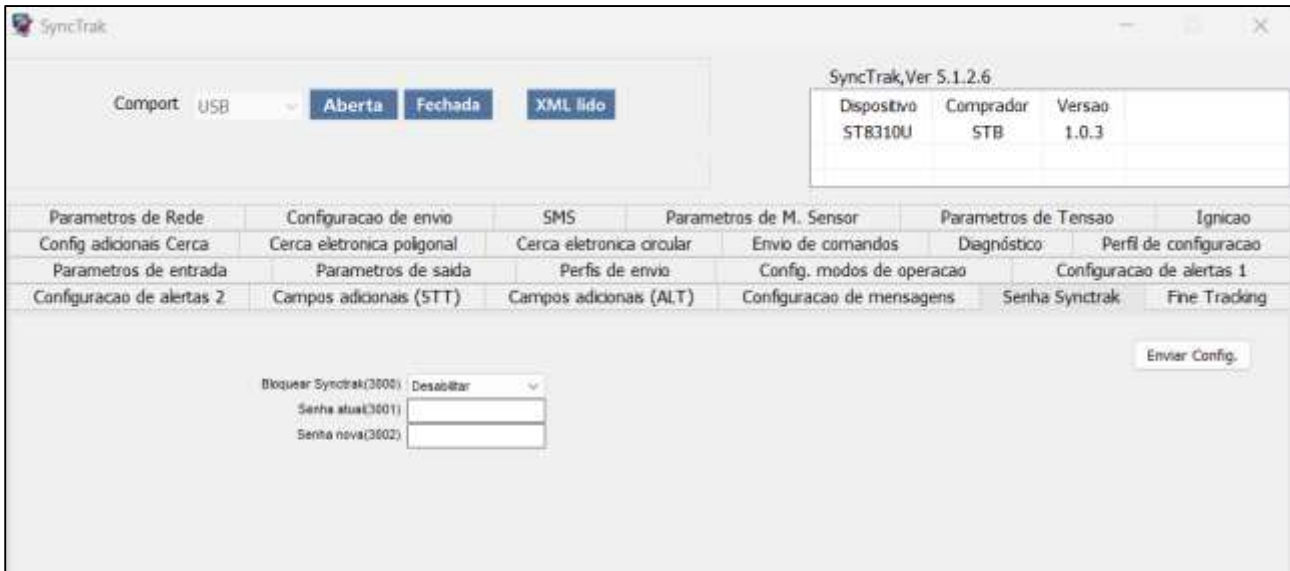 SyncTrak
SyncTrak,Ver 5.1.2.6
Comport USB Aberta Fechada XML lido
Dispositivo Comprador Versao
ST8310U STB 1.0.3
Parametros de Rede Configuracao de envio SMS Parametros de M. Sensor Parametros de Tensao Ignicao
Config adicionais Cerca Cerca eletronica poligonal Cerca eletronica circular Envio de comandos Diagnóstico Perfil de configuracao
Parametros de entrada Parametros de saida Perfis de envio Config. modos de operacao Configuracao de alertas 1
Configuracao de alertas 2 Campos adicionais (STT) Campos adicionais (ALT) Configuracao de mensagens Senha Synctrak Fine Tracking
Enviar Config.
Bloquear Synctrak(3000) Desabilitar
Senha atual(3001)
Senha nova(3002)